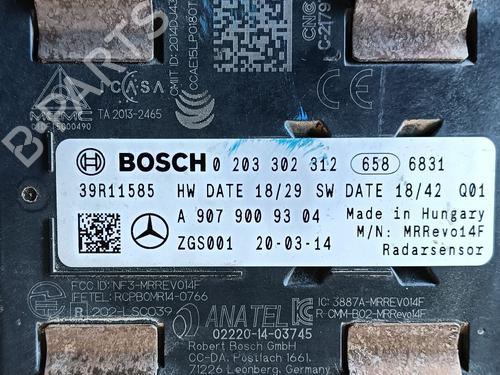 CMIIT ID: 2014DJ43
CCAE15LP0180T
CNC
C-2179
ICASA
TA 2013-2465
BOSCH 0 203 302 312 658 6831
39R11585 HW DATE 18/29 SW DATE 18/42 Q01
A 907 900 93 04 Made in Hungary
ZGS001 20-03-14 M/N: MRRevo14F
Radarsensor
FCC ID: NF3-MRREVO14F
IFETEL: RCPBOMR14-0766
R 202-LSC039
ANATEL
02220-14-03745
IC: 3887A-MRREVO14F
R-CMM-B02-MRRevo14F
Robert Bosch GmbH
CC-DA. Postfach 1661.
71226 Leonberg. Germany
B PARTS